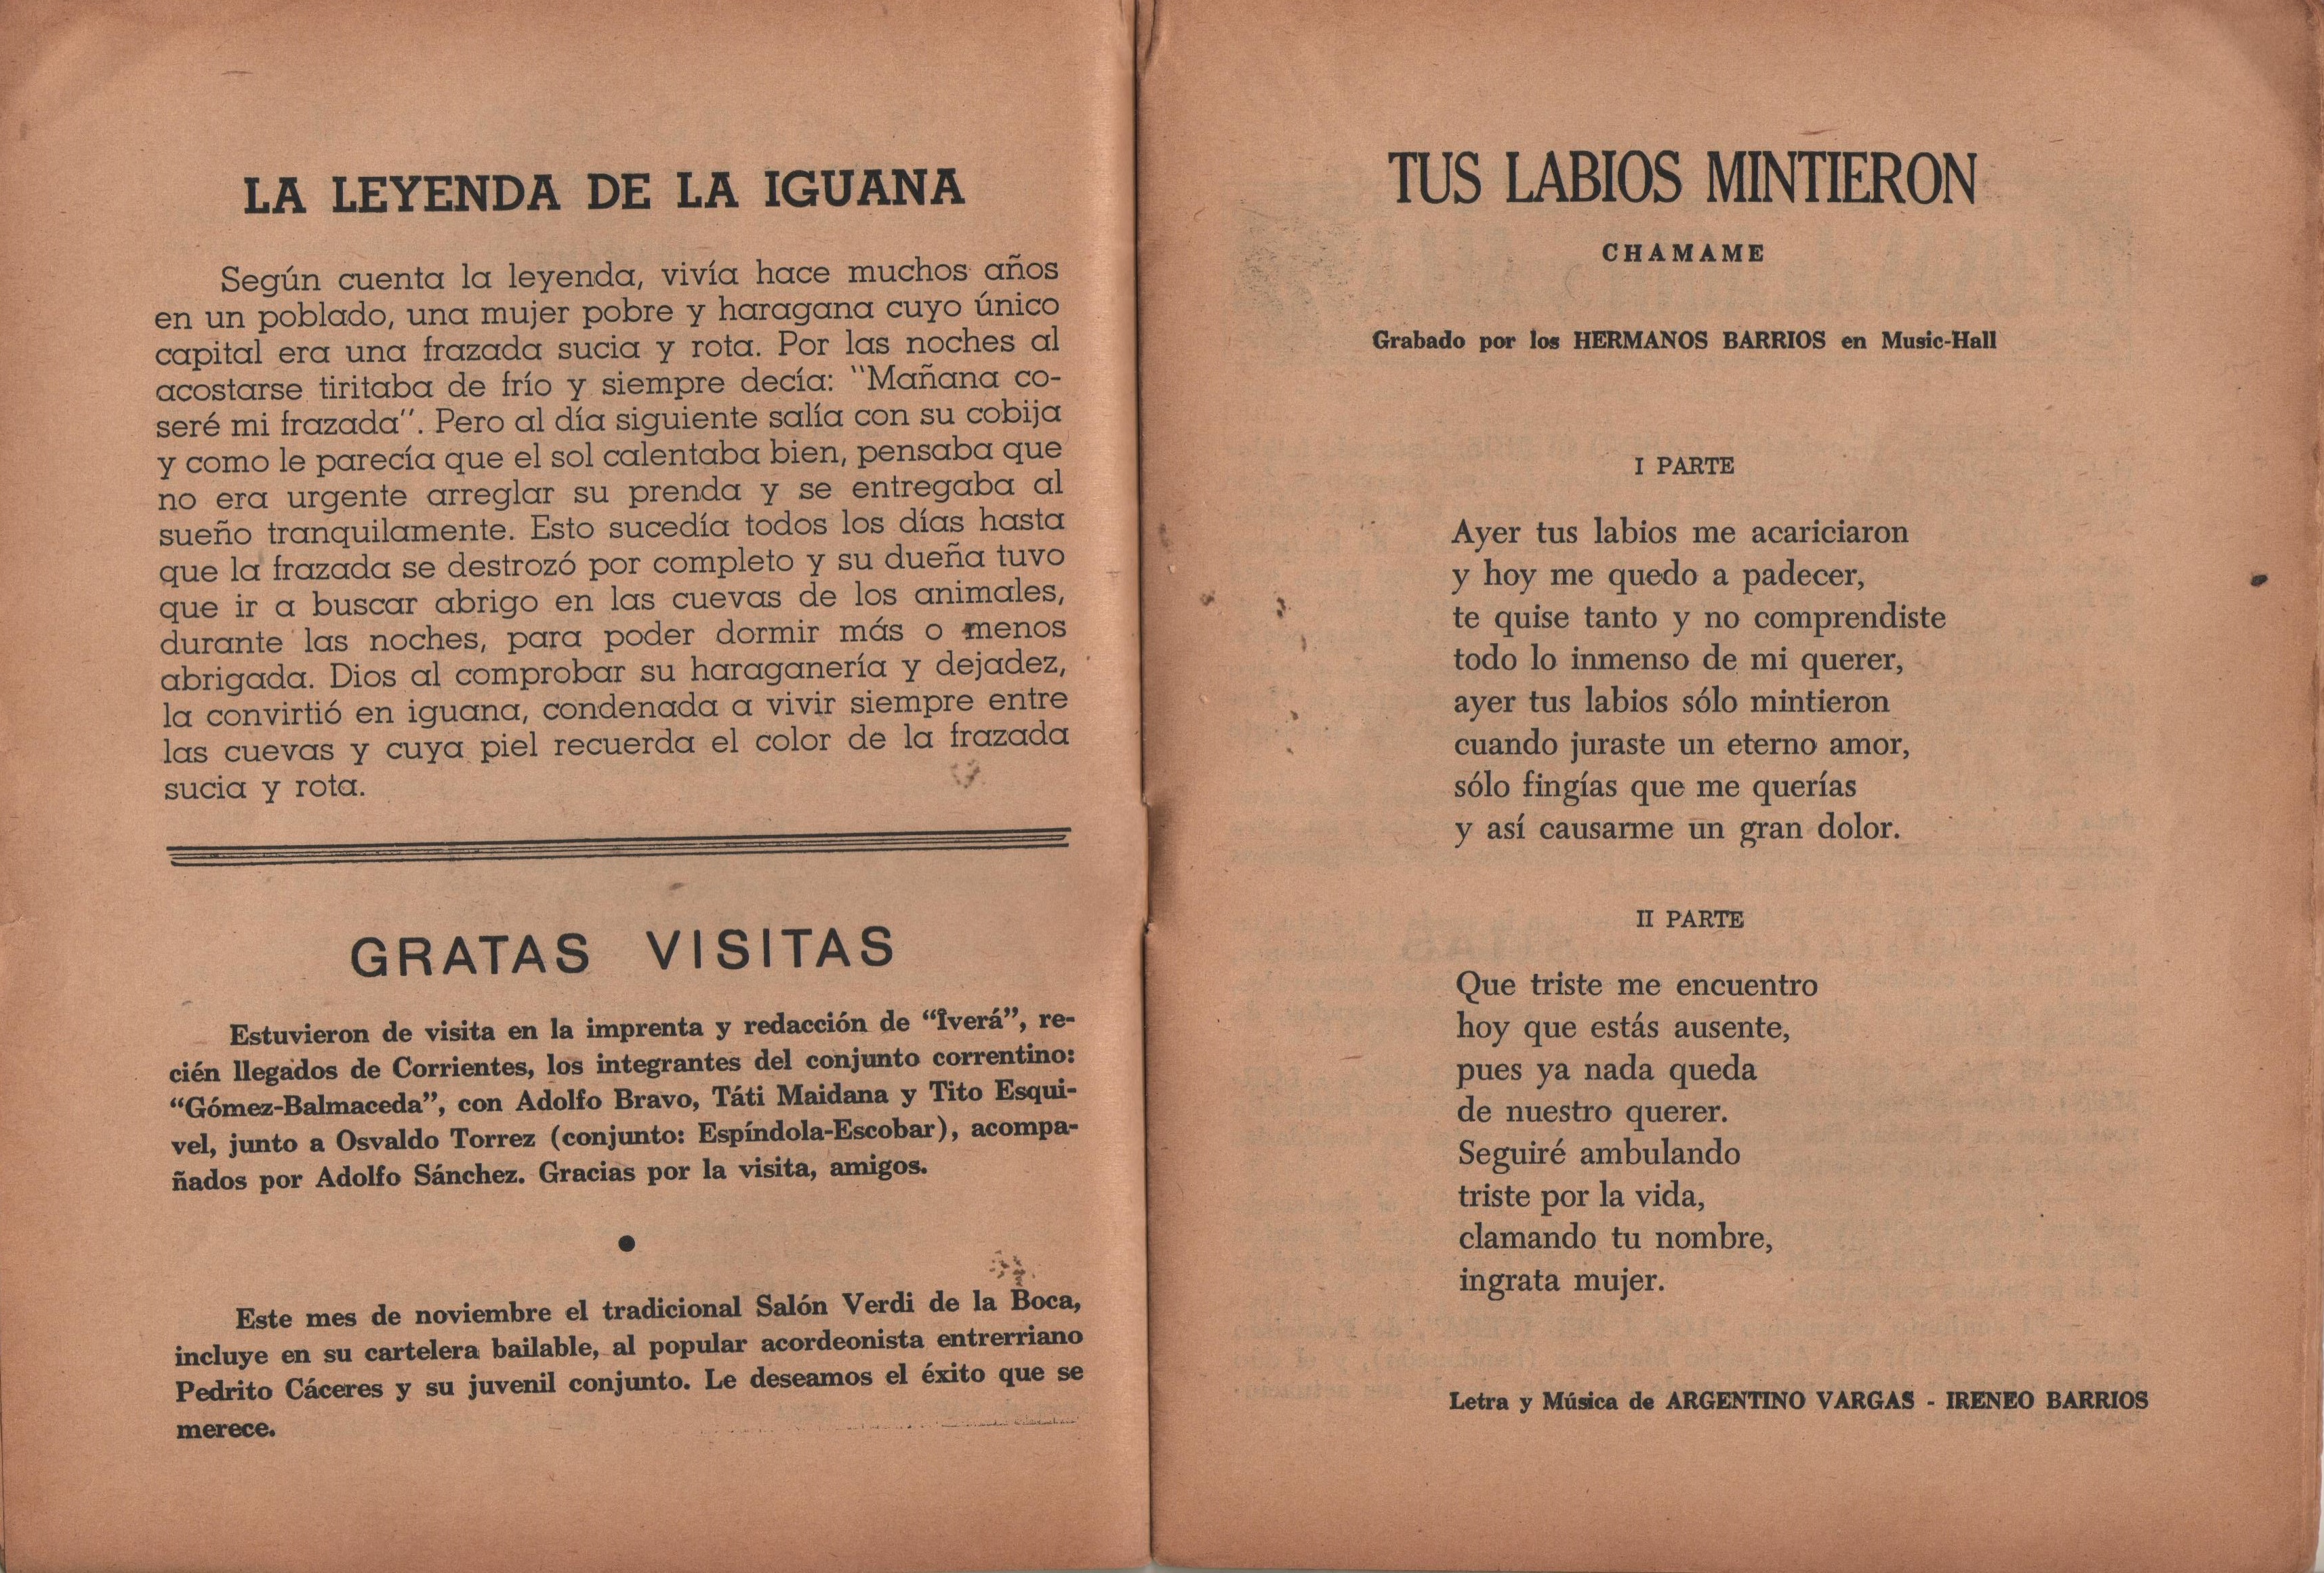 LA LEYENDA DE LA IGUANA
Según cuenta la leyenda, vivía hace muchos años
en un poblado, una mujer pobre y haragana cuyo único
capital era una frazada sucia y rota. Por las noches al
acostarse tiritaba de frío y siempre decía: "Mañana co-
seré mi frazada". Pero al día siguiente salía con su cobija
y como le parecía que el sol calentaba bien, pensaba que
no era urgente arreglar su prenda y se entregaba al
sueño tranquilamente. Esto sucedía todos los días hasta
que la frazada se destrozó por completo y su dueña tuvo
que ir a buscar abrigo en las cuevas de los animales,
durante las noches, para poder dormir más o menos
abrigada. Dios al comprobar su haraganería y dejadez,
la convirtió en iguana, condenada a vivir siempre entre
las cuevas y cuya piel recuerda el color de la frazada
sucia y rota.
GRATAS VISITAS
Estuvieron de visita en la imprenta y redacción de “Iverá”, re-
cién llegados de Corrientes, los integrantes del conjunto correntino:
“Gómez-Balmaceda”, con Adolfo Bravo, Táti Maidana y Tito Esqui-
vel, junto a Osvaldo Torrez (conjunto: Espíndola-Escobar), acompa-
ñados por Adolfo Sánchez. Gracias por la visita, amigos.
●
Este mes de noviembre el tradicional Salón Verdi de la Boca,
incluye en su cartelera bailable, al popular acordeonista entrerriano
Pedrito Cáceres y su juvenil conjunto. Le deseamos el éxito que se
merece.
TUS LABIOS MINTIERON
CHAMAME
Grabado por los HERMANOS BARRIOS en Music-Hall
I PARTE
Ayer tus labios me acariciaron
y hoy me quedo a padecer,
te quise tanto y no comprendiste
todo lo inmenso de mi querer,
ayer tus labios sólo mintieron
cuando juraste un eterno amor,
sólo fingías que me querías
y así causarme un gran dolor.
II PARTE
Que triste me encuentro
hoy que estás ausente,
pues ya nada queda
de nuestro querer.
Seguiré ambulando
triste por la vida,
clamando tu nombre,
ingrata mujer.
Letra y Música de ARGENTINO VARGAS - IRENEO BARRIOS